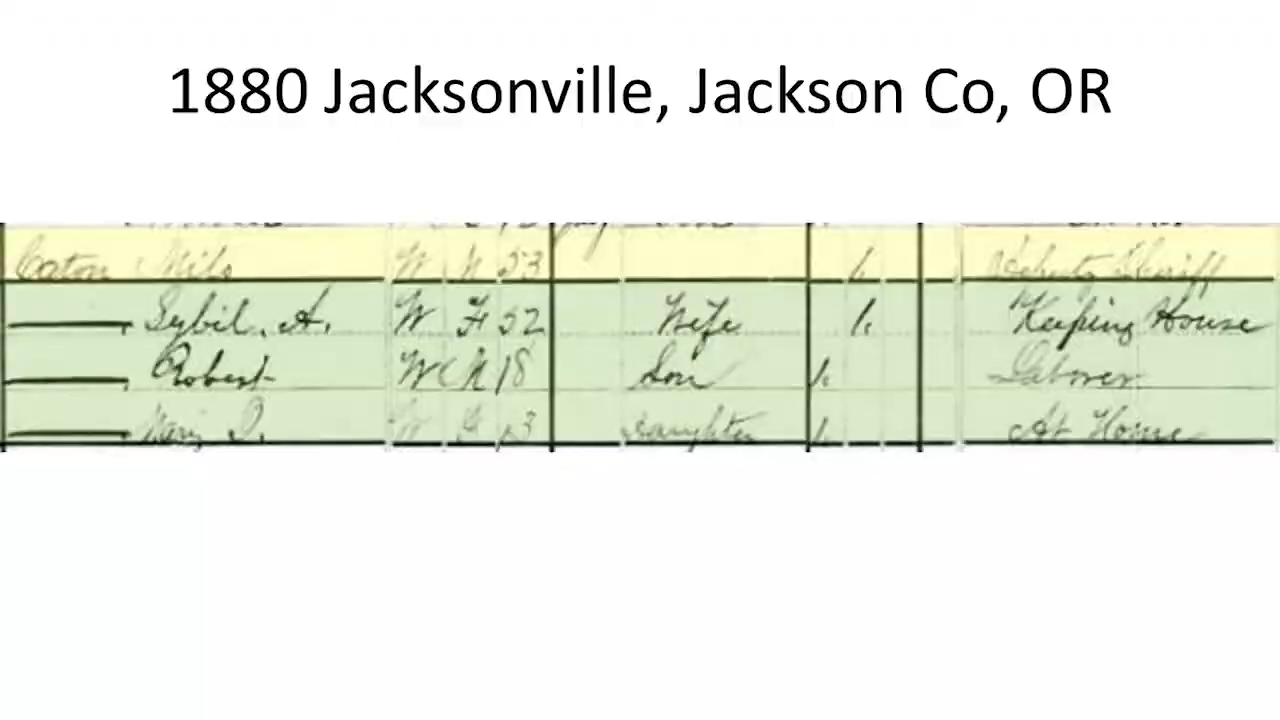 1880 Jacksonville, Jackson Co, OR
Caton Milo W M 53 1. Deputy Sheriff
Sybil. A. W F 52 Wife 1. Keeping House
Robert W M 18 Son 1. Laborer
Mary I. W F 13 Daughter 1. At Home